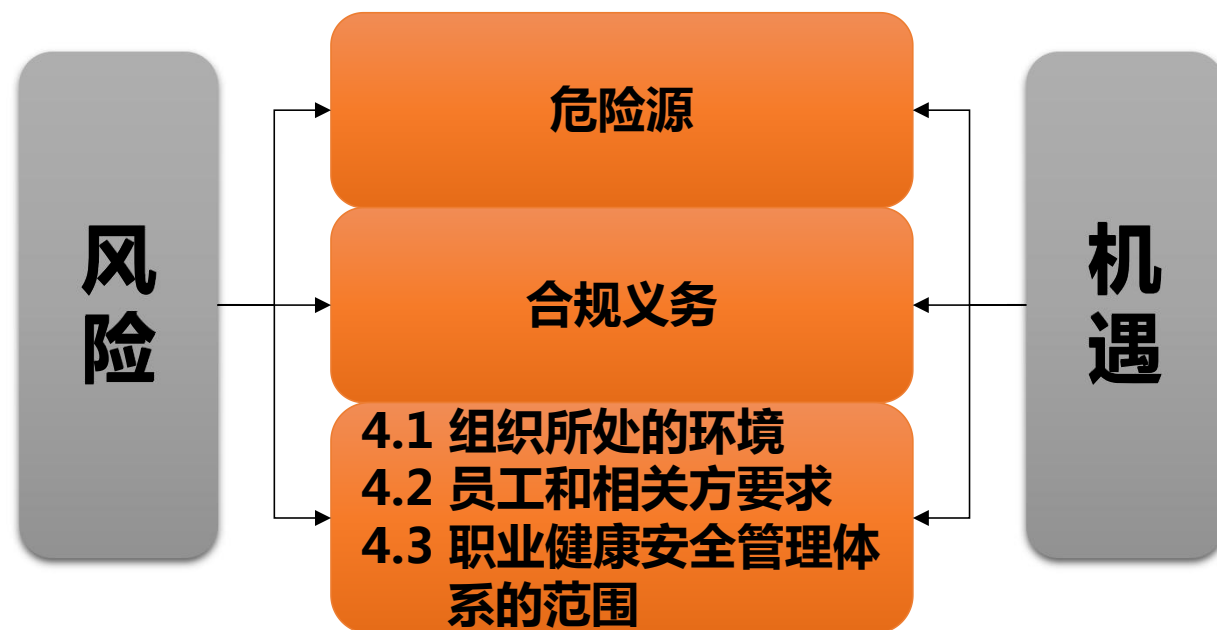 风
险
危险源
合规义务
4.1 组织所处的环境
4.2 员工和相关方要求
4.3 职业健康安全管理体
系的范围
机
遇